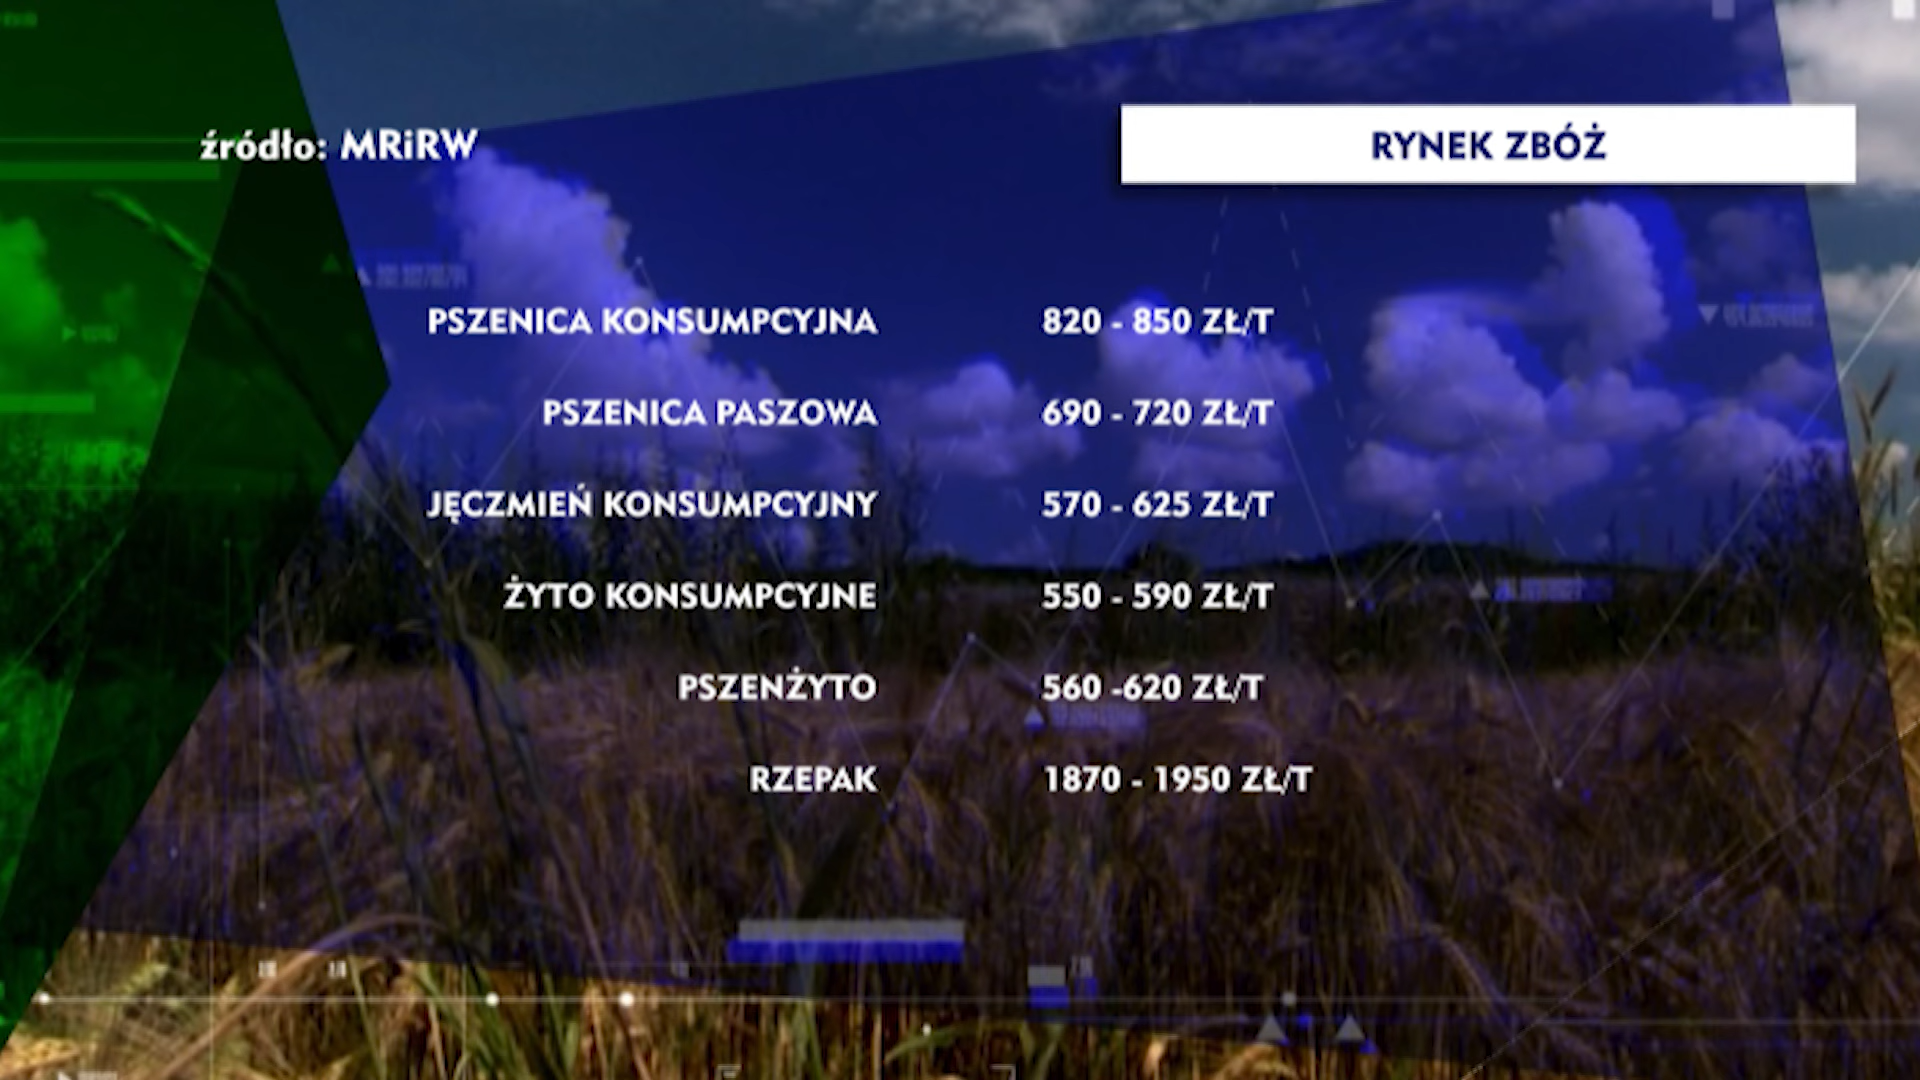 źródło: MRiRW
RYNEK ZBÓŻ
PSZENICA KONSUMPCYJNA 820 - 850 ZŁ/T
PSZENICA PASZOWA 690 - 720 ZŁ/T
JĘCZMIEŃ KONSUMPCYJNY 570 - 625 ZŁ/T
ŻYTO KONSUMPCYJNE 550 - 590 ZŁ/T
PSZENŻYTO 560 -620 ZŁ/T
RZEPAK 1870 - 1950 ZŁ/T